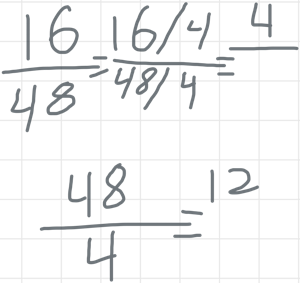 16/48 = 16/4 / 48/4 = 4/
48/4 = 12